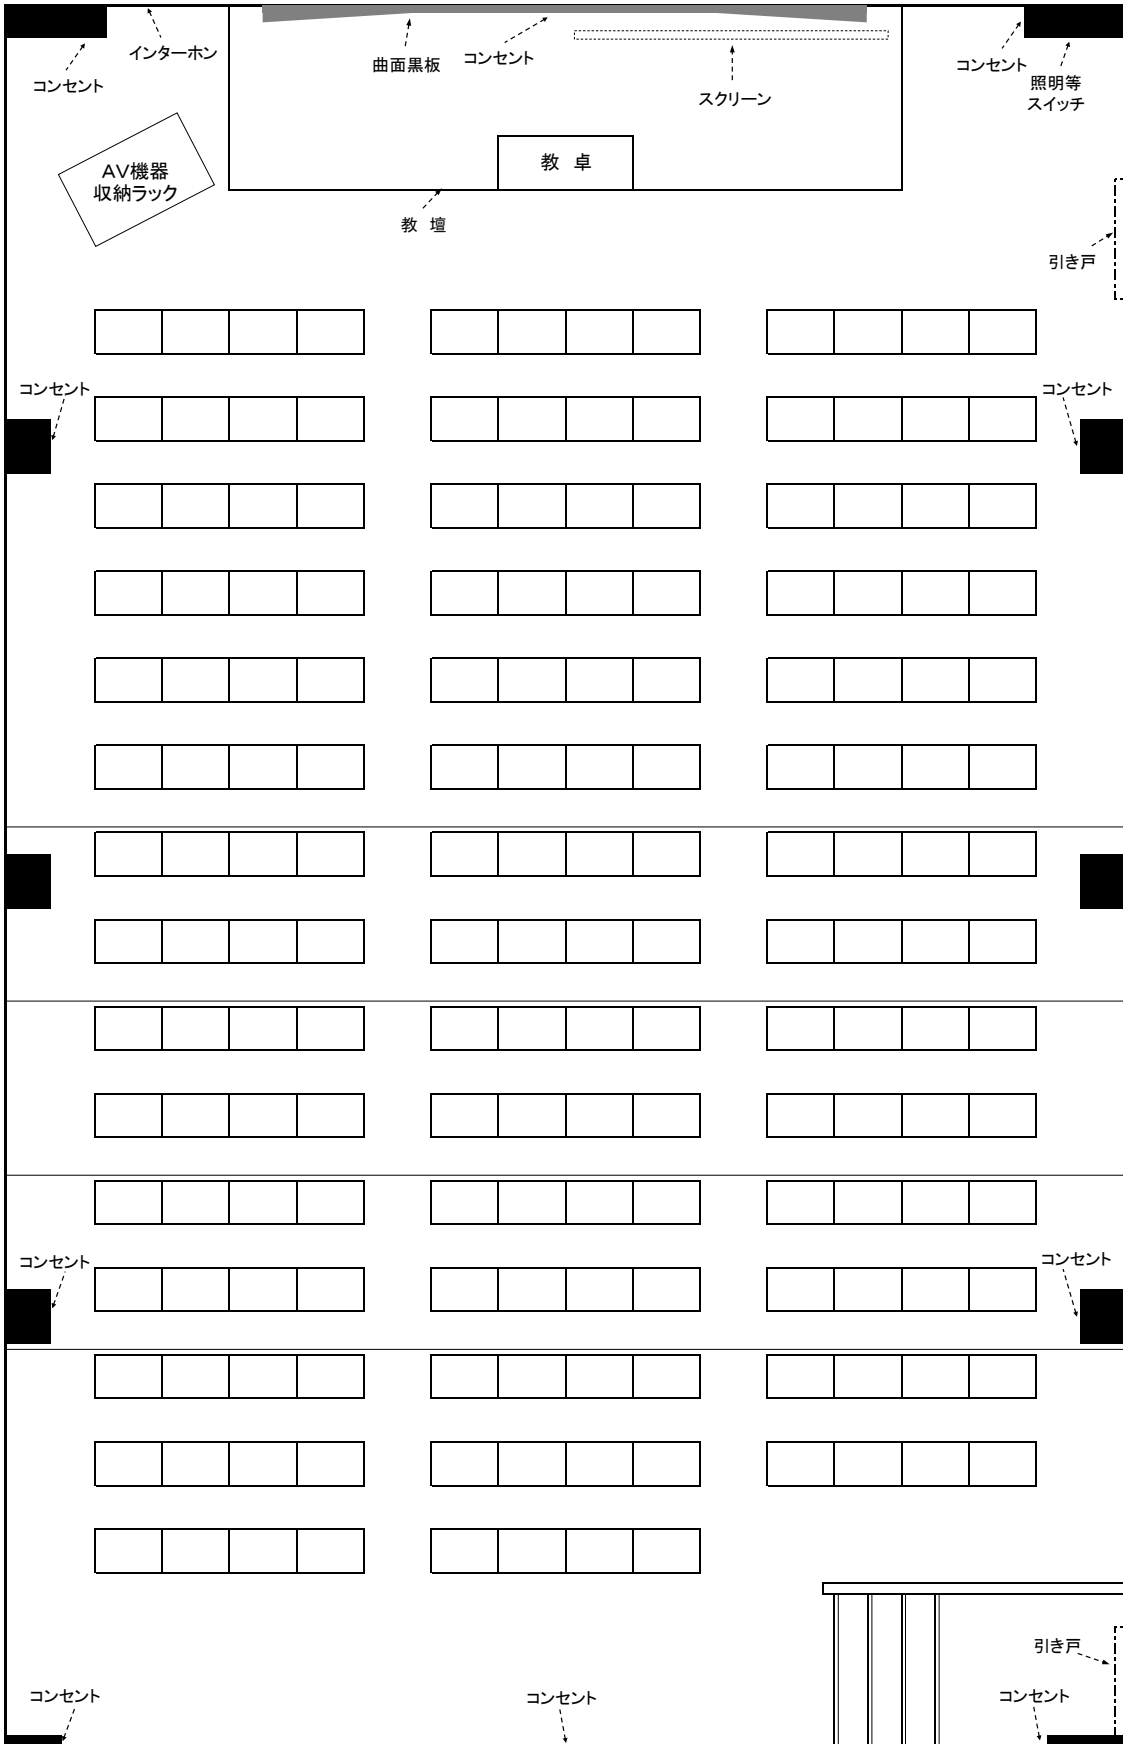 インターホン
コンセント
曲面黒板
コンセント
スクリーン
コンセント
照明等
スイッチ
AV機器
収納ラック
教 卓
教 壇
引き戸
コンセント
コンセント
コンセント
コンセント
引き戸
コンセント
コンセント
コンセント